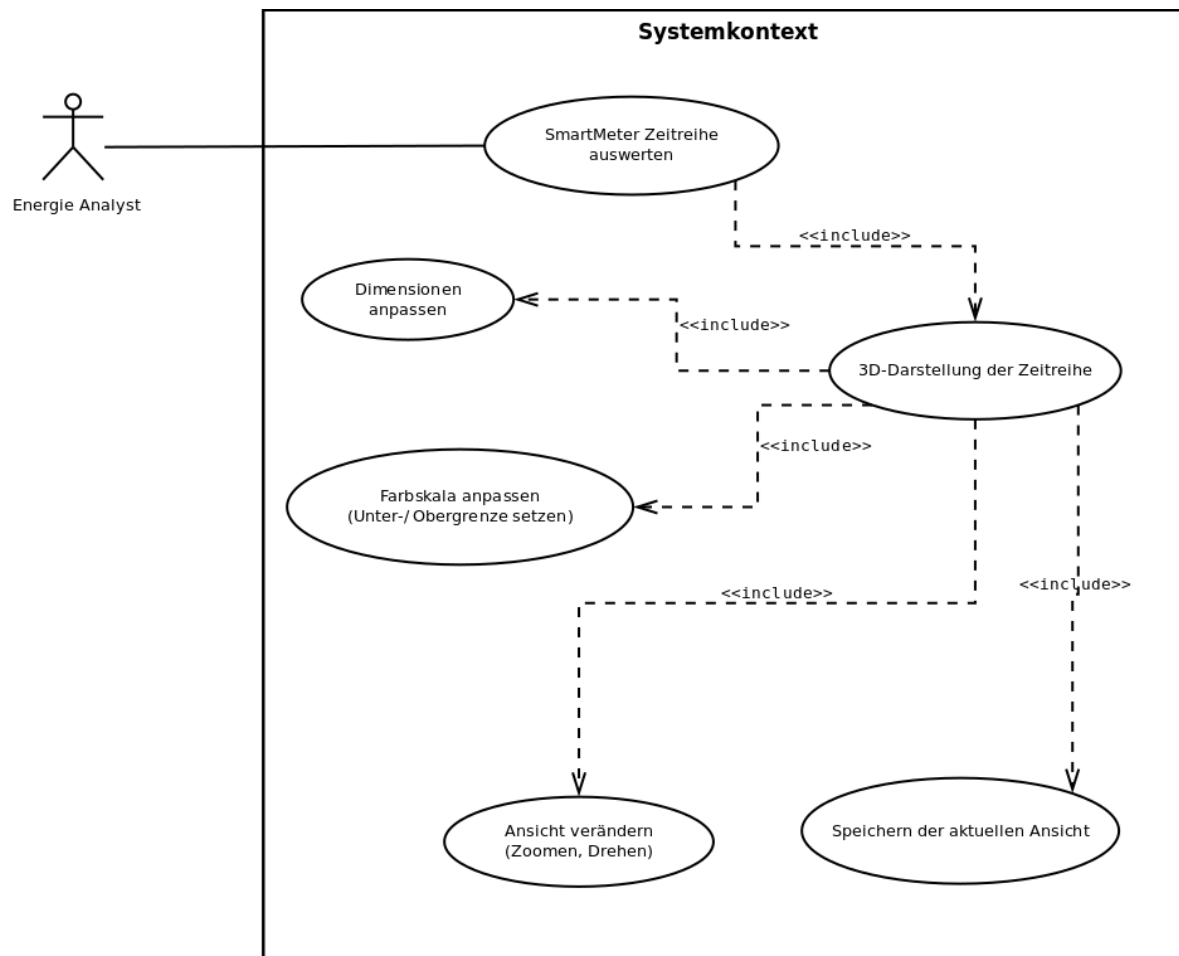 Systemkontext
SmartMeter Zeitreihe
auswerten
Energie Analyst
<<include>>
Dimensionen
anpassen
<<include>>
3D-Darstellung der Zeitreihe
<<include>>
Farbskala anpassen
(Unter-/ Obergrenze setzen)
<<include>>
<<include>>
Ansicht verändern
(Zoomen, Drehen)
Speichern der aktuellen Ansicht